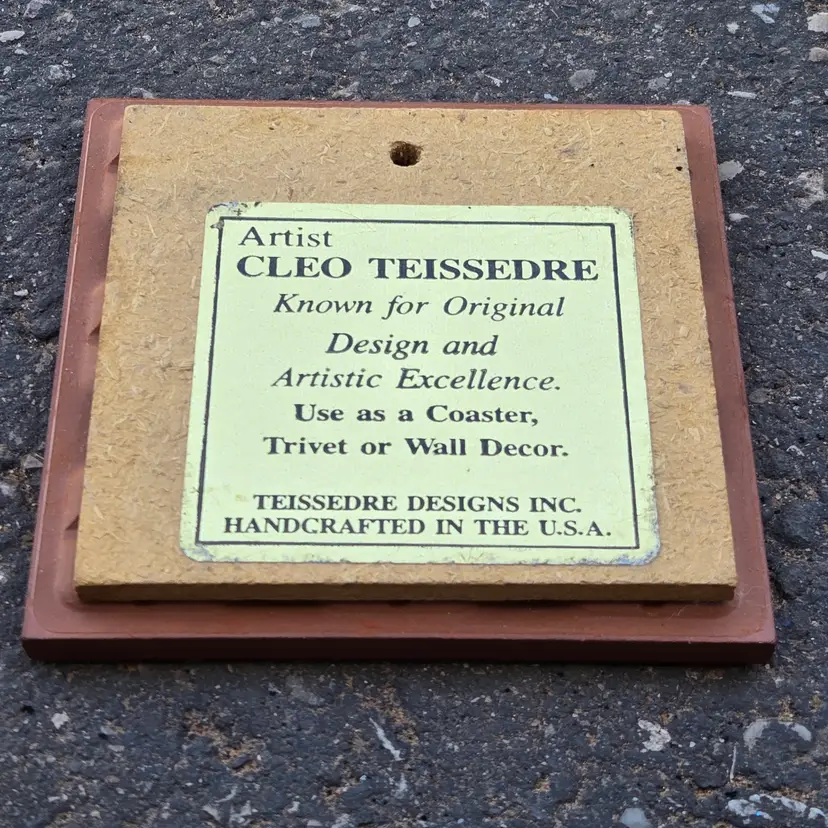 Artist
CLEO TEISSEDRE
Known for Original
Design and
Artistic Excellence.
Use as a Coaster,
Trivet or Wall Decor.
TEISSEDRE DESIGNS INC.
HANDCRAFTED IN THE U.S.A.